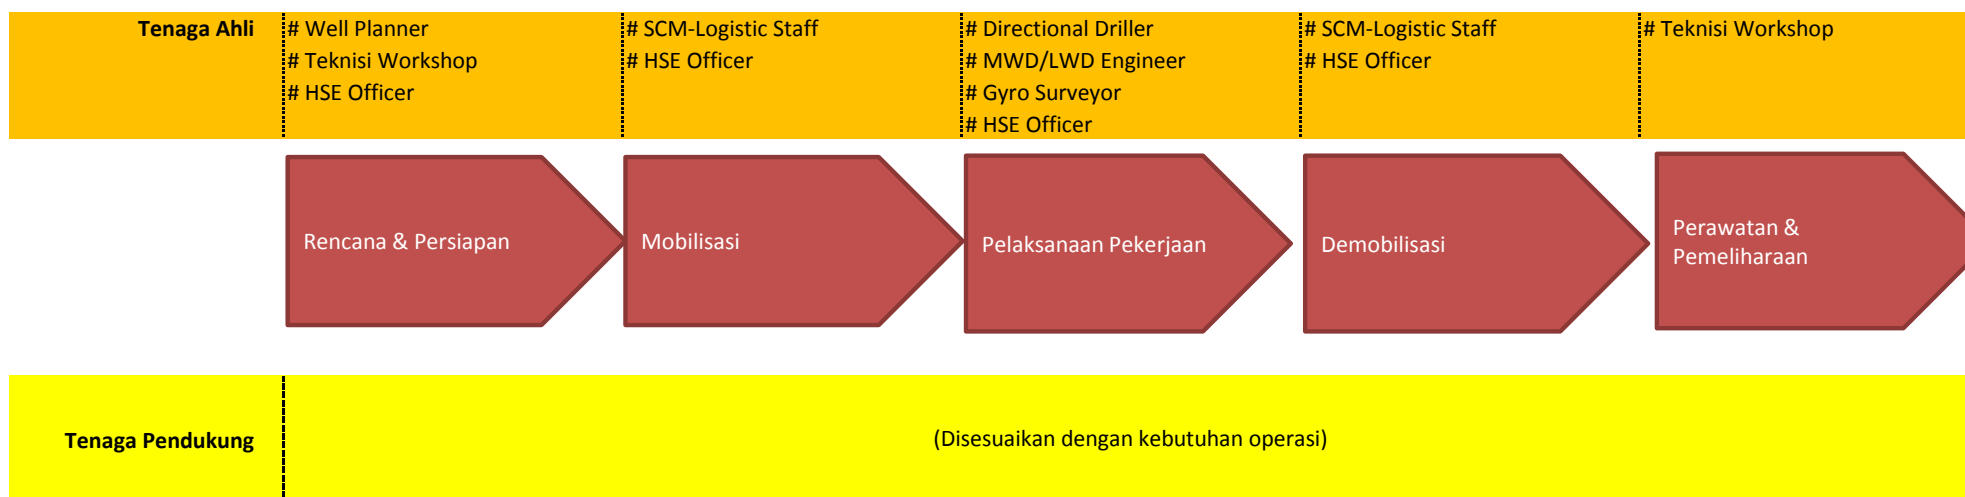 Tenaga Ahli
# Well Planner
# Teknisi Workshop
# HSE Officer
# SCM-Logistic Staff
# HSE Officer
# Directional Driller
# MWD/LWD Engineer
# Gyro Surveyor
# HSE Officer
# SCM-Logistic Staff
# HSE Officer
# Teknisi Workshop
Rencana & Persiapan
Mobilisasi
Pelaksanaan Pekerjaan
Demobilisasi
Perawatan &
Pemeliharaan
Tenaga Pendukung
(Disesuaikan dengan kebutuhan operasi)